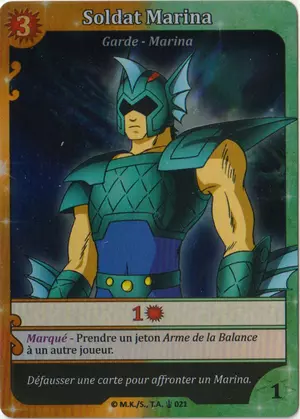 Soldat Marina
3
Garde - Marina
1
Marqué - Prendre un jeton Arme de la Balance
à un autre joueur.
Défausser une carte pour affronter un Marina.
1
© M.K./S., T.A. 021